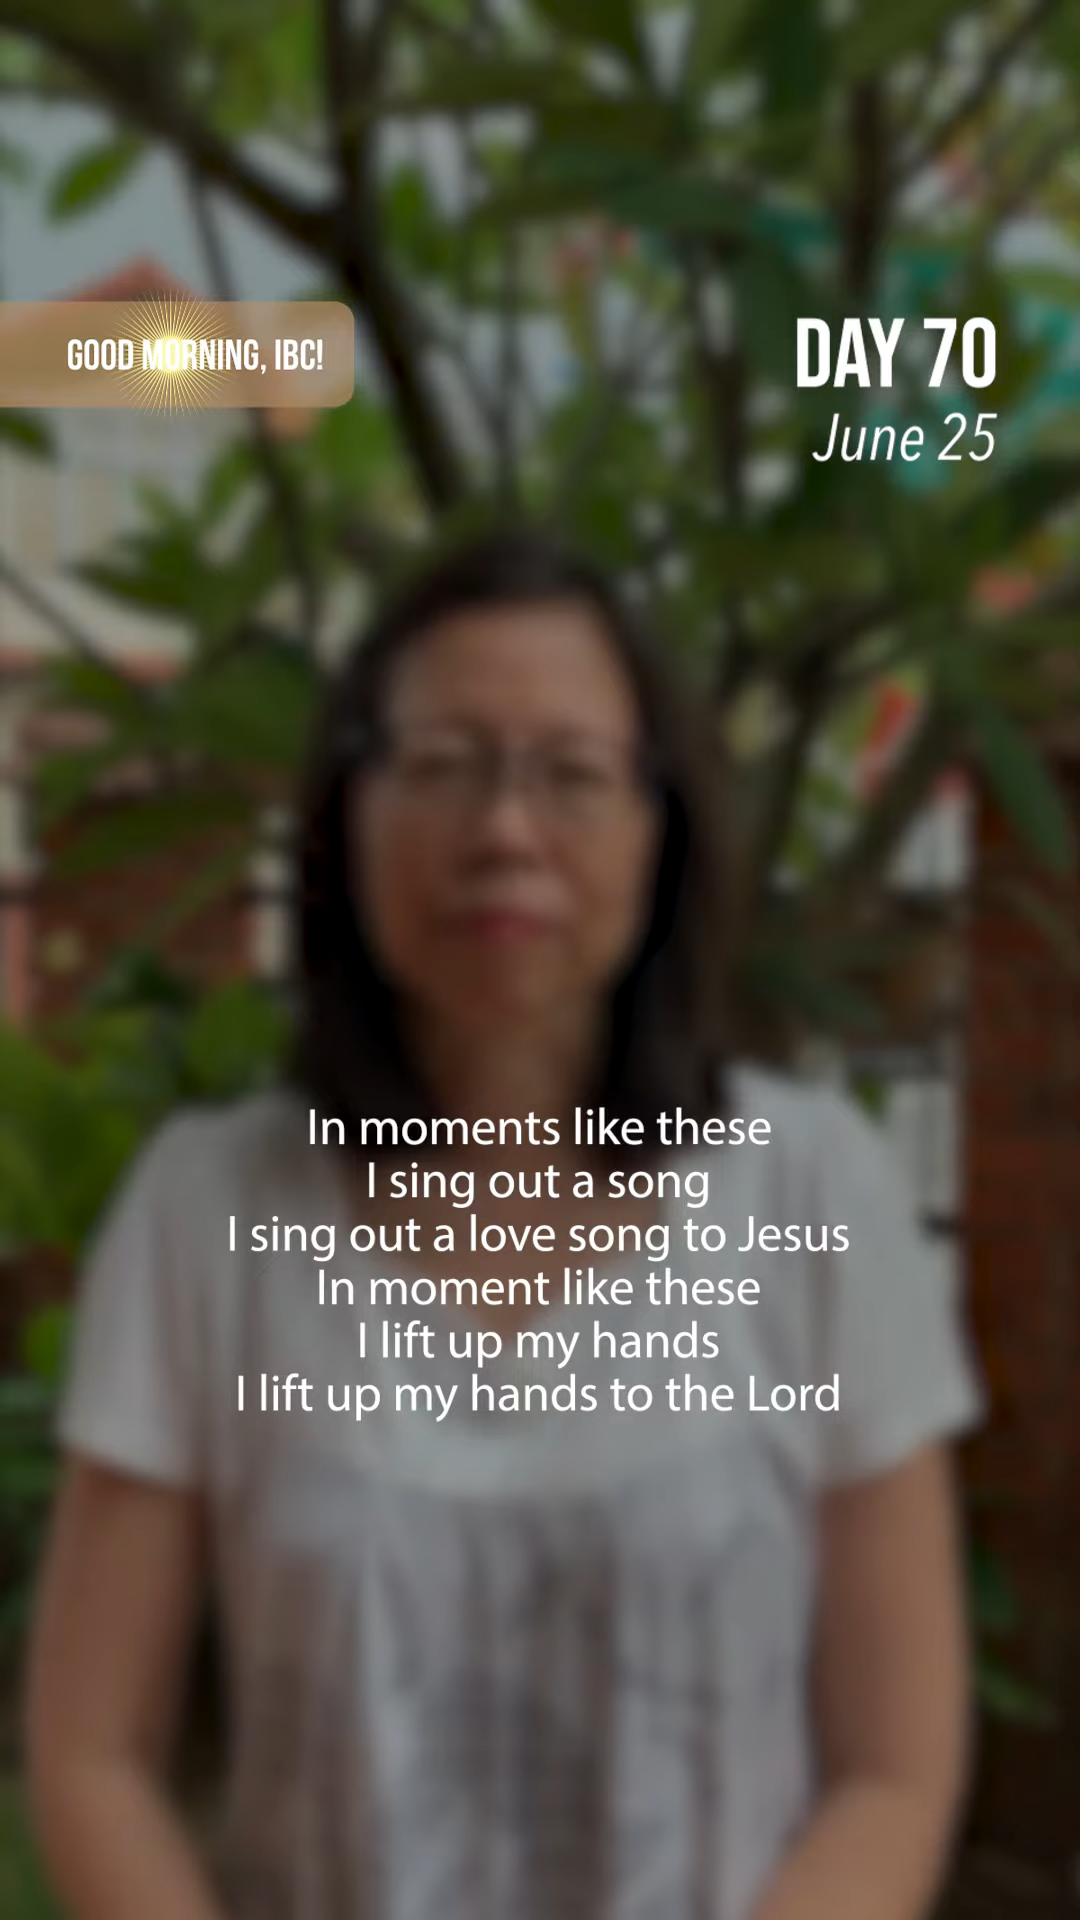 GOOD MORNING, IBC!
DAY 70
June 25
In moments like these
I sing out a song
I sing out a love song to Jesus
In moment like these
I lift up my hands
I lift up my hands to the Lord